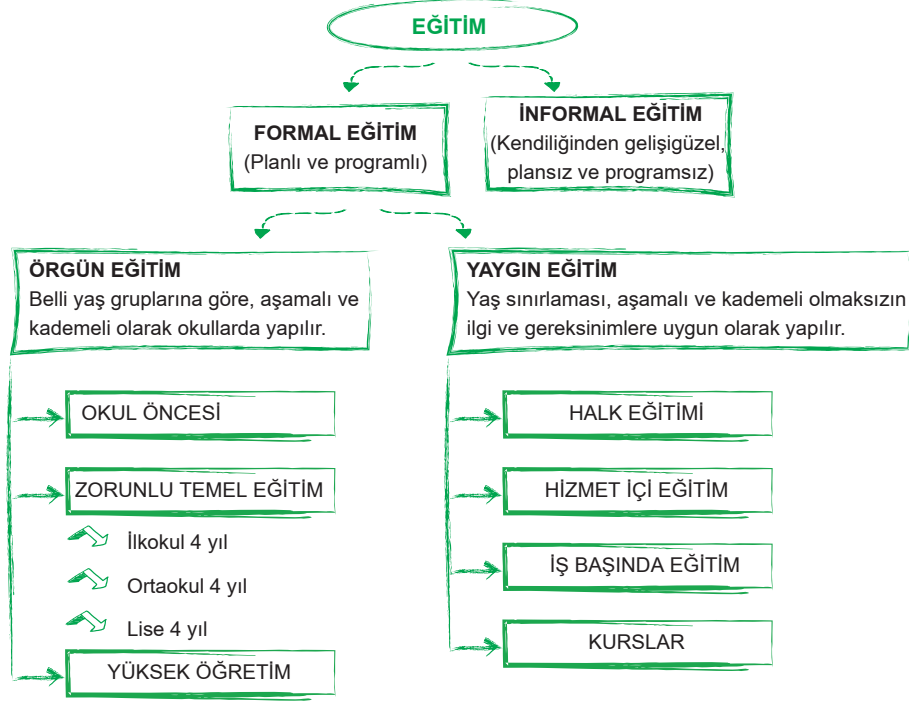 EĞİTİM
FORMAL EĞİTİM
(Planlı ve programlı)
İNFORMAL EĞİTİM
(Kendiliğinden gelişigüzel,
plansız ve programsız)
ÖRGÜN EĞİTİM
Belli yaş gruplarına göre, aşamalı ve
kademeli olarak okullarda yapılır.
OKUL ÖNCESİ
ZORUNLU TEMEL EĞİTİM
İlkokul 4 yıl
Ortaokul 4 yıl
Lise 4 yıl
YÜKSEK ÖĞRETİM
YAYGIN EĞİTİM
Yaş sınırlaması, aşamalı ve kademeli olmaksızın
ilgi ve gereksinimlere uygun olarak yapılır.
HALK EĞİTİMİ
HİZMET İÇİ EĞİTİM
İŞ BAŞINDA EĞİTİM
KURSLAR